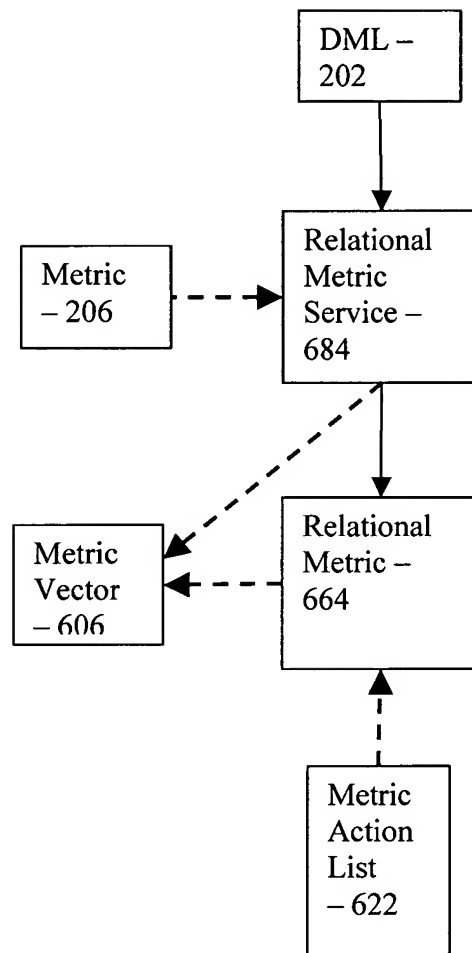 DML –
202
Relational
Metric
Service –
684
Metric
– 206
Relational
Metric –
664
Metric
Vector
– 606
Metric
Action
List
– 622